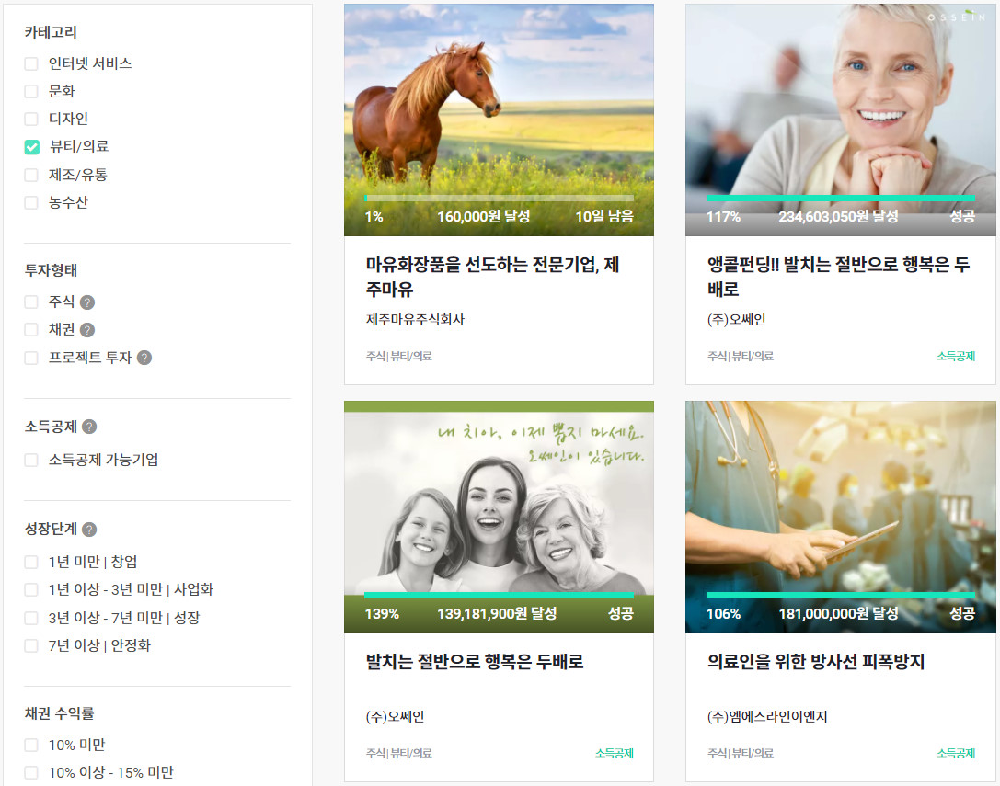 카테고리
인터넷 서비스
문화
디자인
뷰티/의료
제조/유통
농수산
투자형태
주식 ?
채권 ?
프로젝트 투자 ?
소득공제 ?
소득공제 가능기업
성장단계 ?
1년 미만 | 창업
1년 이상 - 3년 미만 | 사업화
3년 이상 - 7년 미만 | 성장
7년 이상 | 안정화
채권 수익률
10% 미만
10% 이상 - 15% 미만
1% 160,000원 달성 10일 남음
마유화장품을 선도하는 전문기업, 제
주마유
제주마유주식회사
주식 | 뷰티/의료
OSSEIN
117% 234,603,050원 달성 성공
앵콜펀딩!! 발치는 절반으로 행복은 두
배로
(주)오쎄인
주식 | 뷰티/의료 소득공제
내 치아, 이제 뽑지 마세요.
오쎄인이 있습니다.
139% 139,181,900원 달성 성공
발치는 절반으로 행복은 두배로
(주)오쎄인
주식 | 뷰티/의료 소득공제
106% 181,000,000원 달성 성공
의료인을 위한 방사선 피폭방지
(주)엠에스라인이엔지
주식 | 뷰티/의료 소득공제